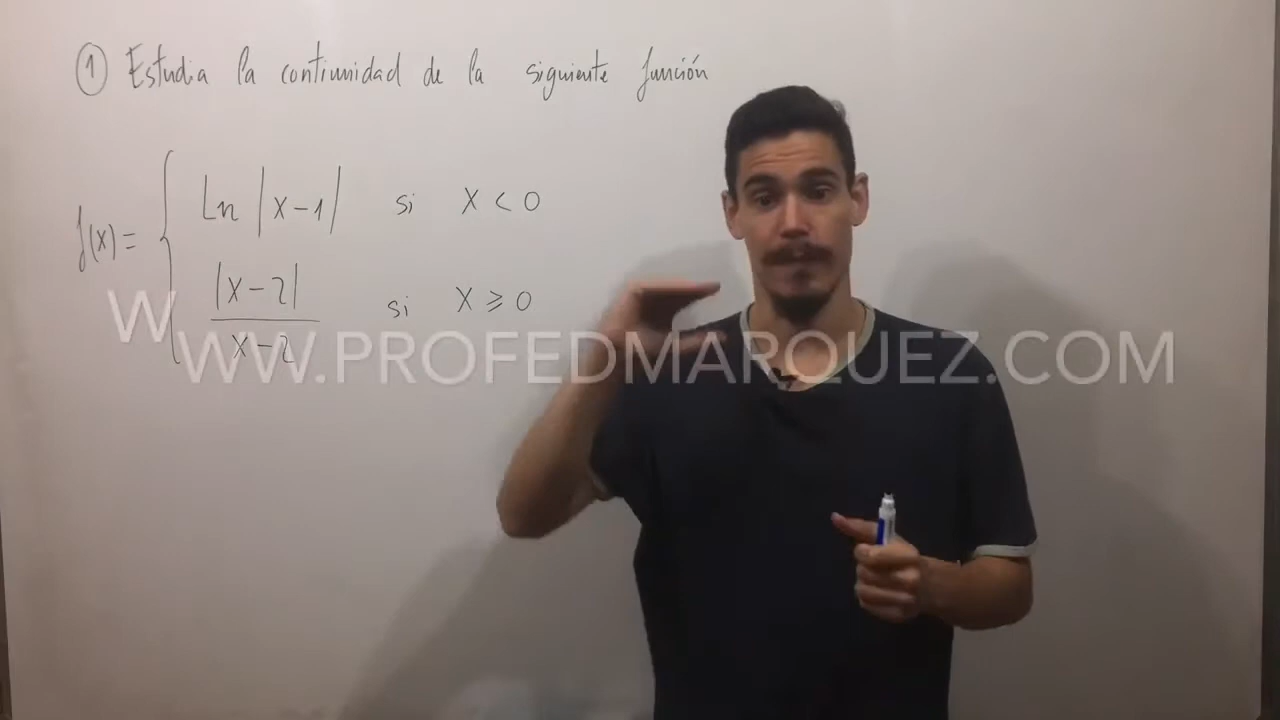 ① Estudia la continuidad de la siguiente función
f(x) = { Ln |x-1| si x < 0
|x-2| / x-2 si x ⩾ 0
WWW.PROFEDMARQUEZ.COM